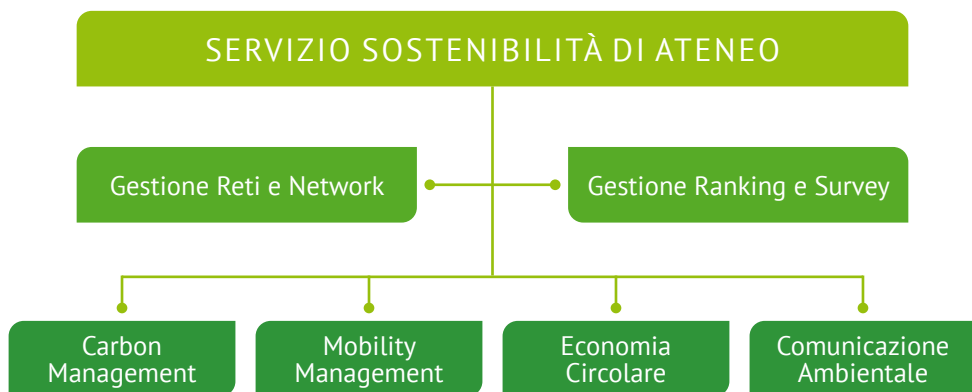 SERVIZIO SOSTENIBILITÀ DI ATENEO
Gestione Reti e Network
Gestione Ranking e Survey
Carbon
Management
Mobility
Management
Economia
Circolare
Comunicazione
Ambientale